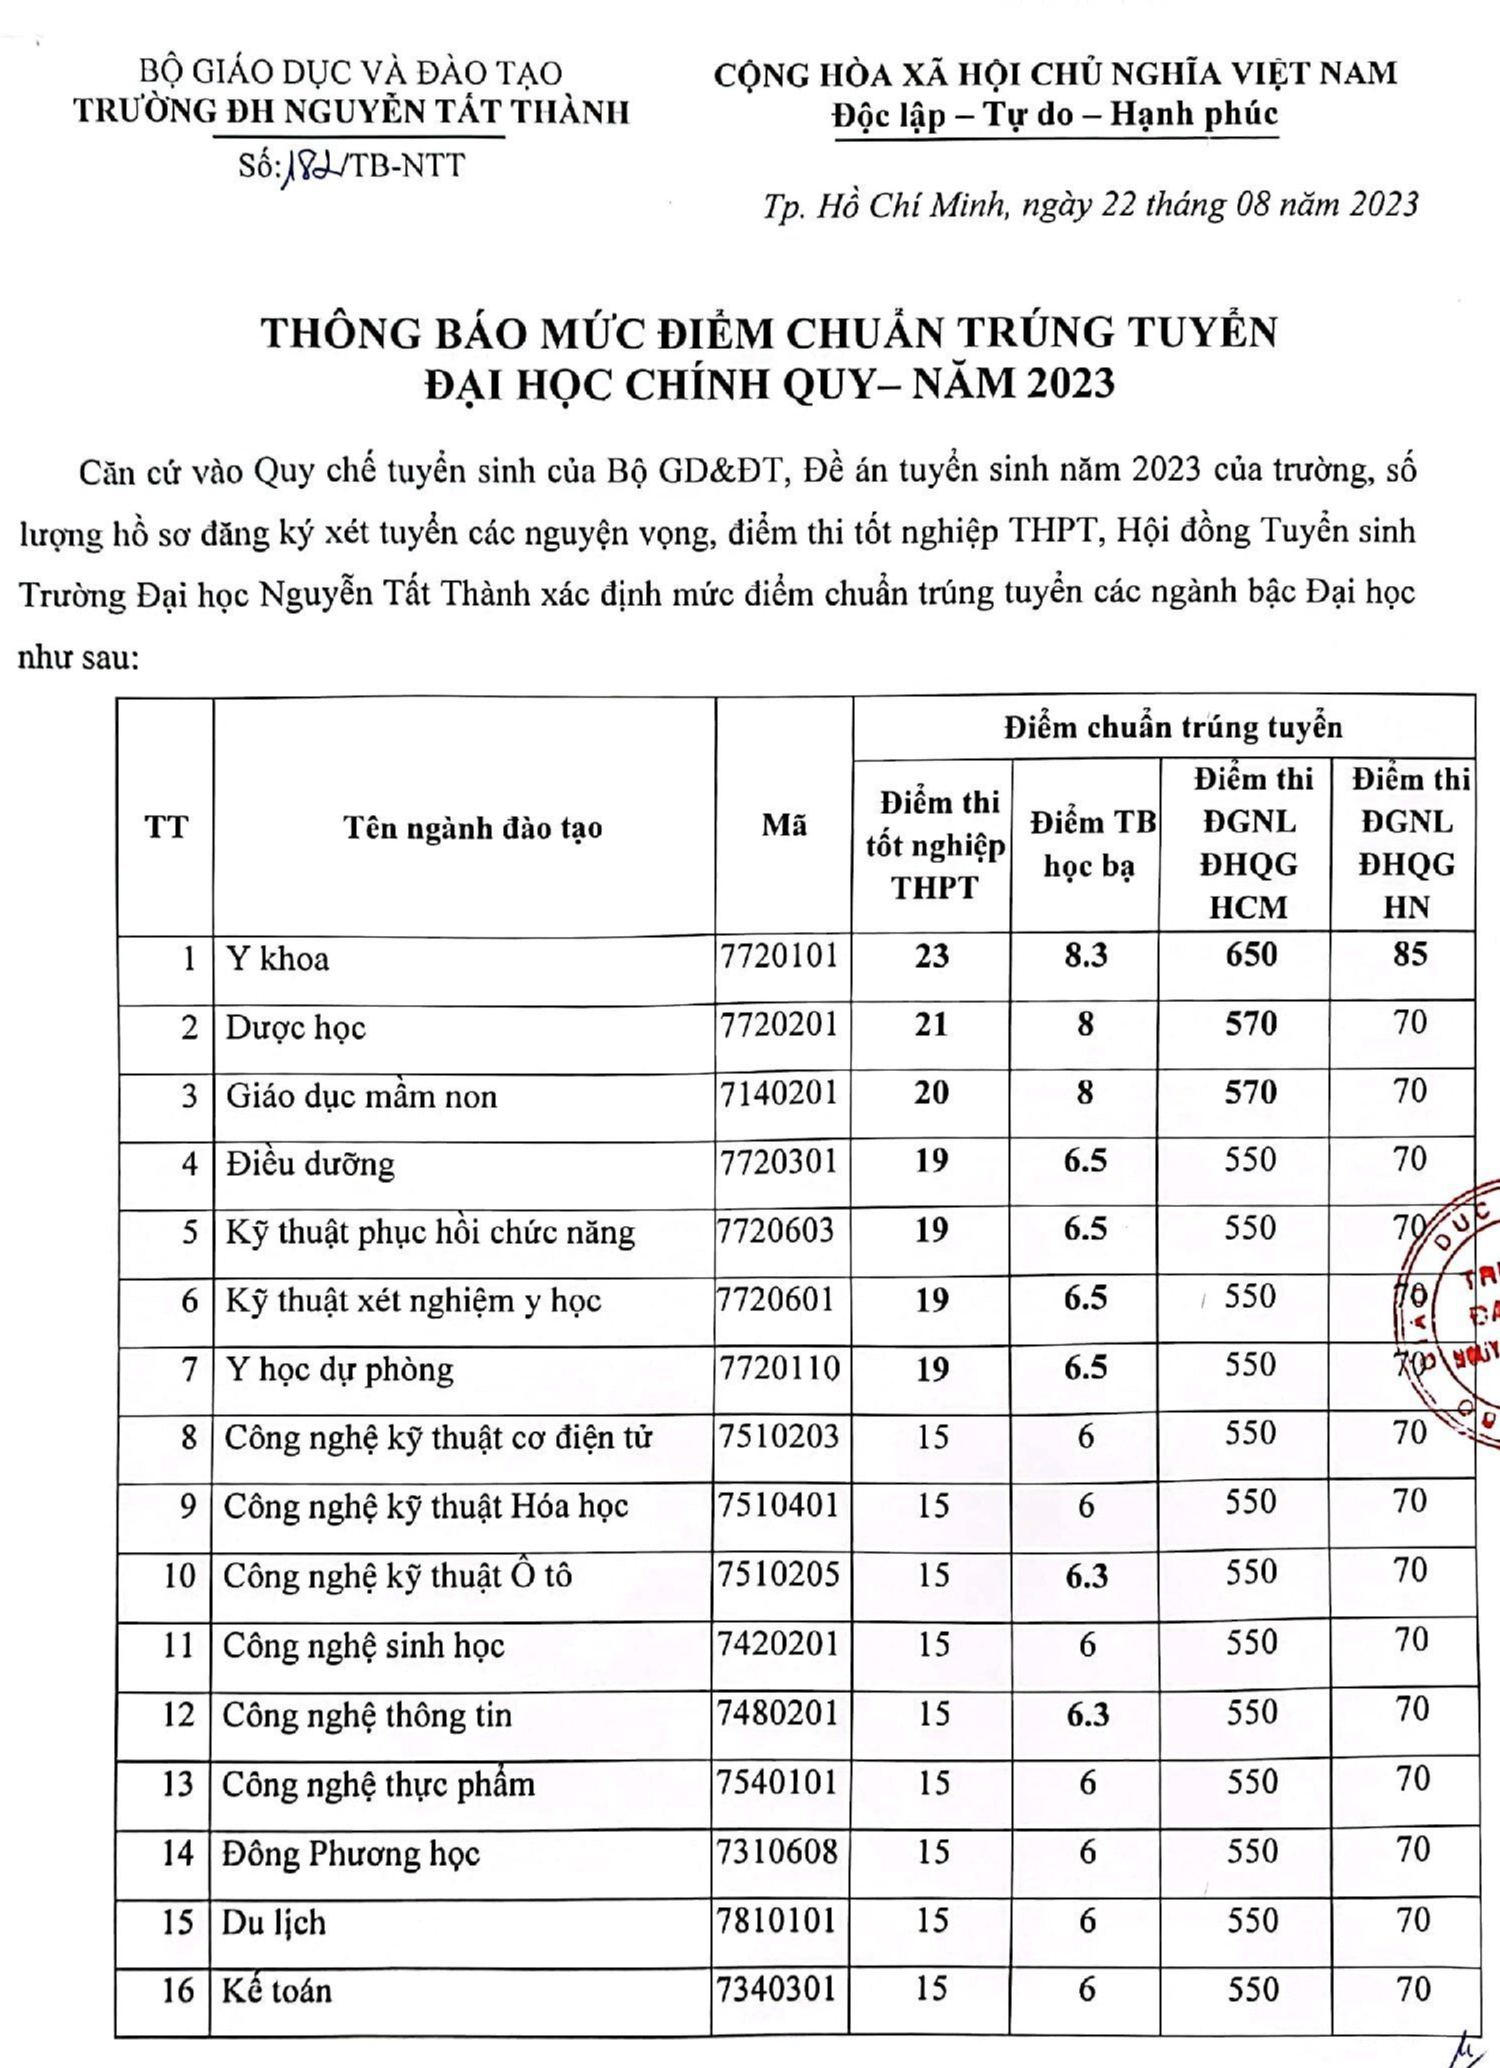 BỘ GIÁO DỤC VÀ ĐÀO TẠO
TRƯỜNG ĐH NGUYỄN TẤT THÀNH
Số:182/TB-NTT
CỘNG HÒA XÃ HỘI CHỦ NGHĨA VIỆT NAM
Độc lập – Tự do – Hạnh phúc
Tp. Hồ Chí Minh, ngày 22 tháng 08 năm 2023
THÔNG BÁO MỨC ĐIỂM CHUẨN TRÚNG TUYỂN
ĐẠI HỌC CHÍNH QUY– NĂM 2023
Căn cứ vào Quy chế tuyển sinh của Bộ GD&ĐT, Đề án tuyển sinh năm 2023 của trường, số
lượng hồ sơ đăng ký xét tuyển các nguyện vọng, điểm thi tốt nghiệp THPT, Hội đồng Tuyển sinh
Trường Đại học Nguyễn Tất Thành xác định mức điểm chuẩn trúng tuyển các ngành bậc Đại học
như sau:
TT Tên ngành đào tạo Mã Điểm chuẩn trúng tuyển
Điểm thi tốt nghiệp THPT Điểm TB học bạ Điểm thi ĐGNL ĐHQG HCM Điểm thi ĐGNL ĐHQG HN
1 Y khoa 7720101 23 8.3 650 85
2 Dược học 7720201 21 8 570 70
3 Giáo dục mầm non 7140201 20 8 570 70
4 Điều dưỡng 7720301 19 6.5 550 70
5 Kỹ thuật phục hồi chức năng 7720603 19 6.5 550 70
6 Kỹ thuật xét nghiệm y học 7720601 19 6.5 550 70
7 Y học dự phòng 7720110 19 6.5 550 70
8 Công nghệ kỹ thuật cơ điện tử 7510203 15 6 550 70
9 Công nghệ kỹ thuật Hóa học 7510401 15 6 550 70
10 Công nghệ kỹ thuật Ô tô 7510205 15 6.3 550 70
11 Công nghệ sinh học 7420201 15 6 550 70
12 Công nghệ thông tin 7480201 15 6.3 550 70
13 Công nghệ thực phẩm 7540101 15 6 550 70
14 Đông Phương học 7310608 15 6 550 70
15 Du lịch 7810101 15 6 550 70
16 Kế toán 7340301 15 6 550 70